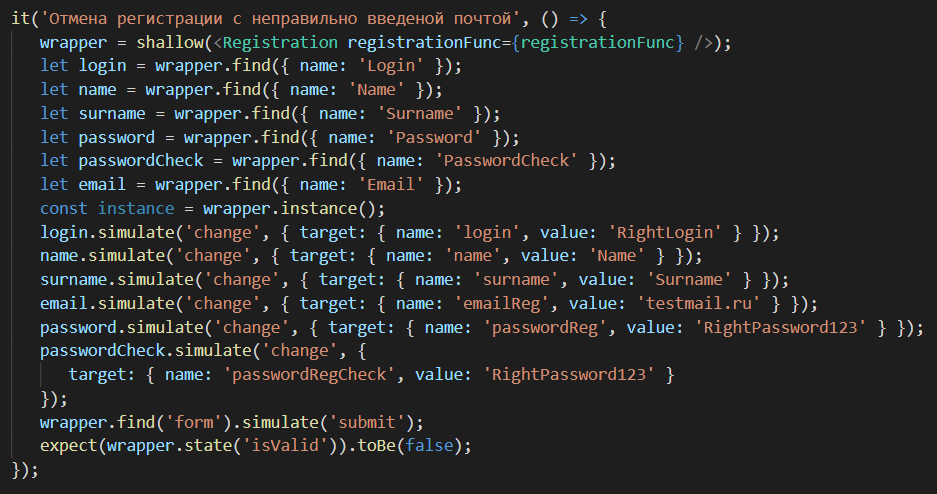 it('Отмена регистрации с неправильно введеной почтой', () => {
wrapper = shallow(<Registration registrationFunc={registrationFunc} />);
let login = wrapper.find({ name: 'Login' });
let name = wrapper.find({ name: 'Name' });
let surname = wrapper.find({ name: 'Surname' });
let password = wrapper.find({ name: 'Password' });
let passwordCheck = wrapper.find({ name: 'PasswordCheck' });
let email = wrapper.find({ name: 'Email' });
const instance = wrapper.instance();
login.simulate('change', { target: { name: 'login', value: 'RightLogin' } });
name.simulate('change', { target: { name: 'name', value: 'Name' } });
surname.simulate('change', { target: { name: 'surname', value: 'Surname' } });
email.simulate('change', { target: { name: 'emailReg', value: 'testmail.ru' } });
password.simulate('change', { target: { name: 'passwordReg', value: 'RightPassword123' } });
passwordCheck.simulate('change', {
target: { name: 'passwordRegCheck', value: 'RightPassword123' }
});
wrapper.find('form').simulate('submit');
expect(wrapper.state('isValid')).toBe(false);
});